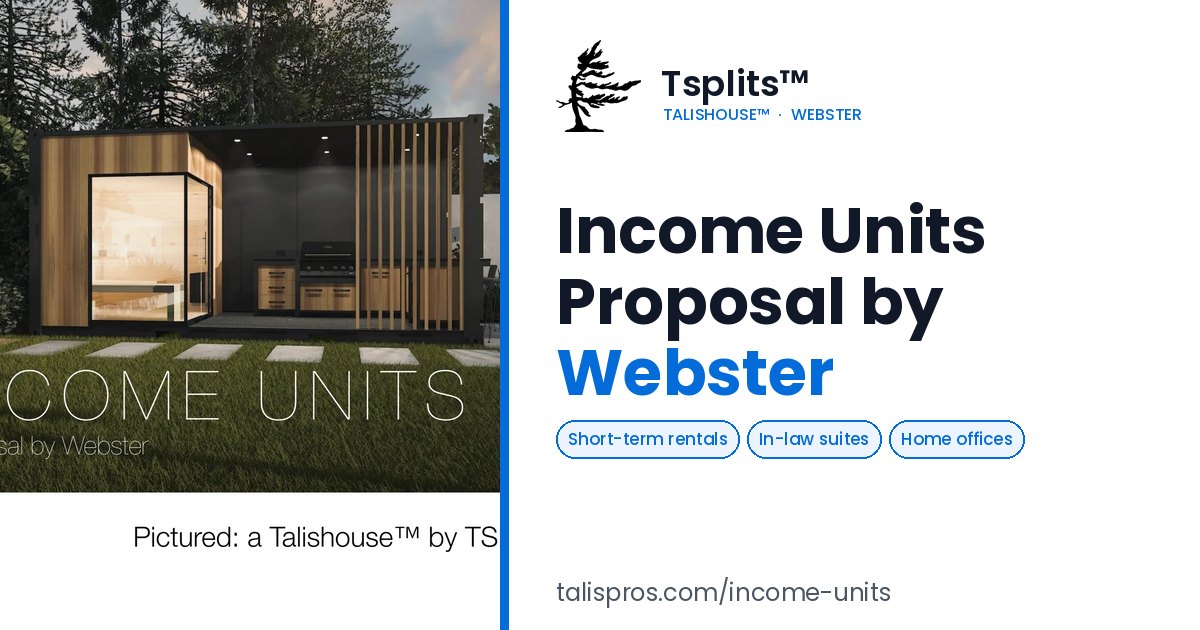 COME UNITS
sal by Webster
Pictured: a Talishouse™ by TS
Tsplits™
TALISHOUSE™ · WEBSTER
Income Units
Proposal by
Webster
Short-term rentals
In-law suites
Home offices
talispros.com/income-units